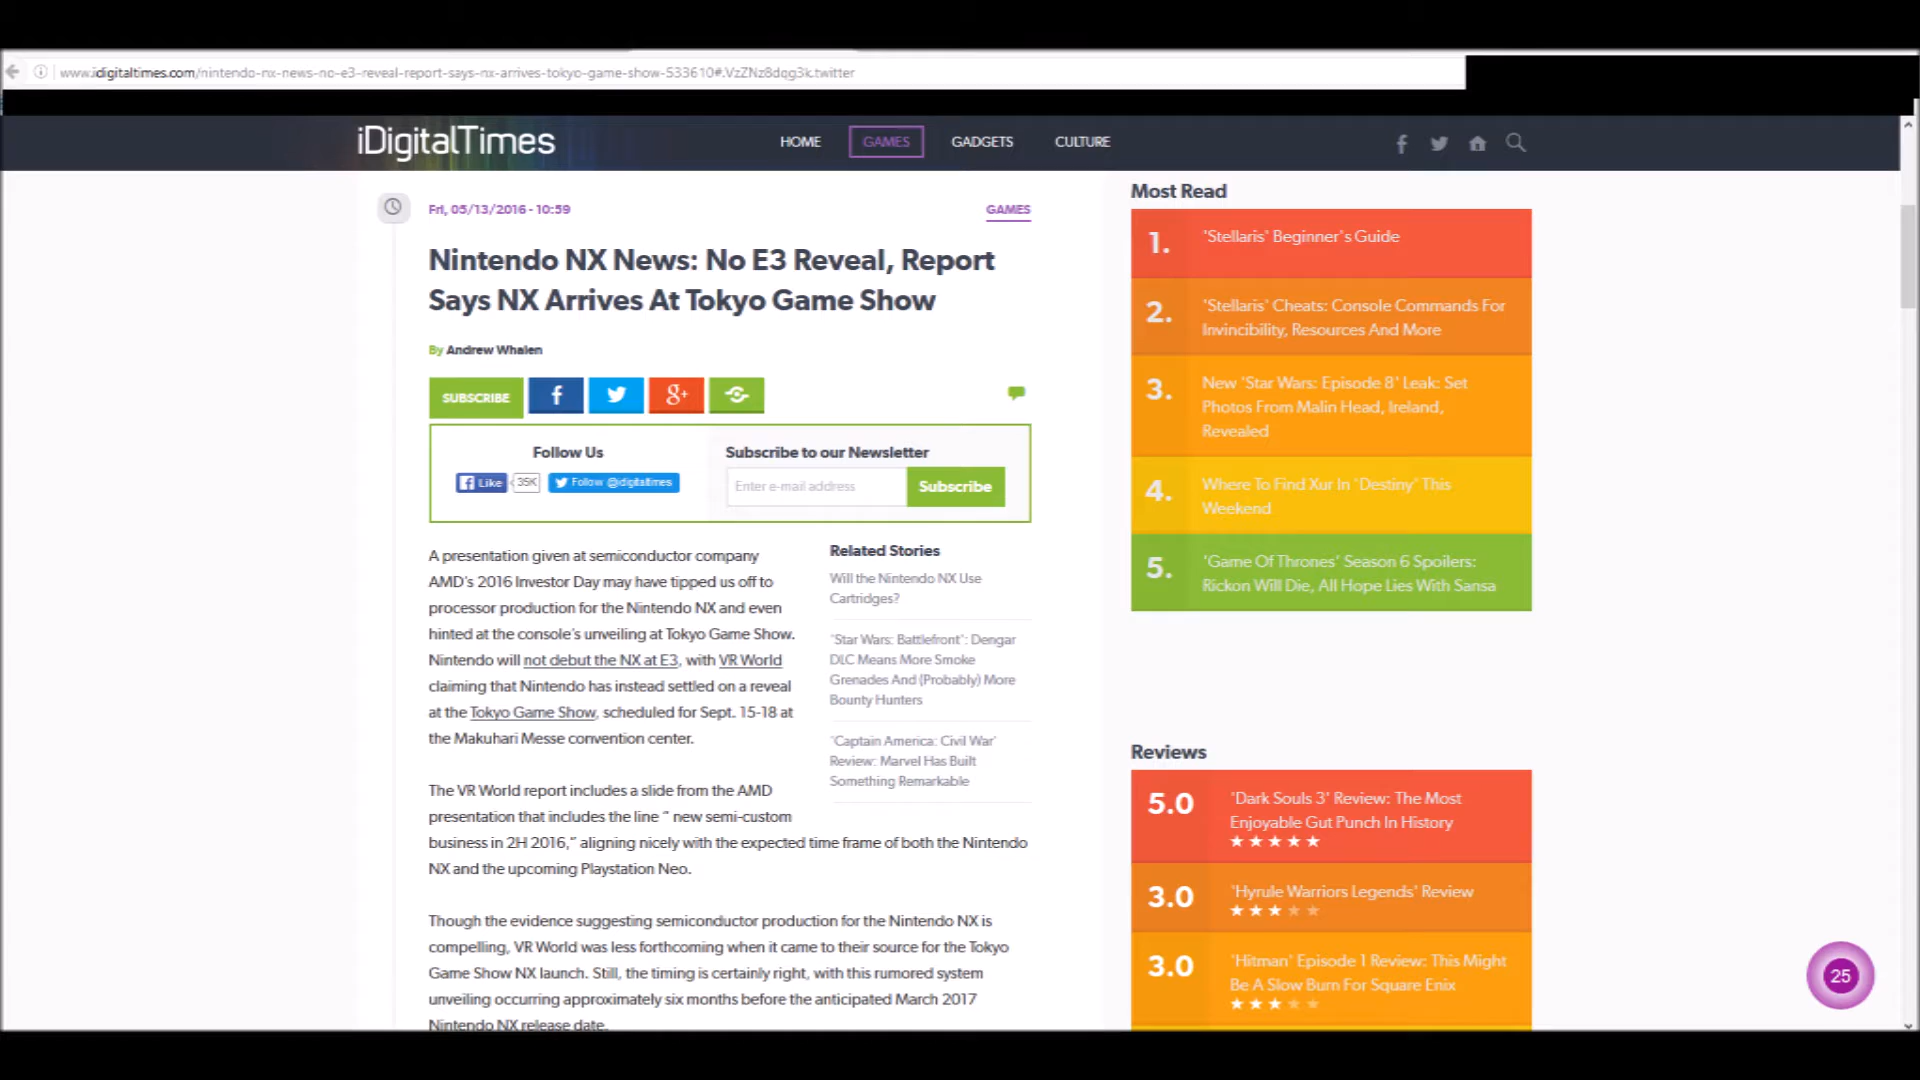 www.idigitaltimes.com/nintendo-nx-news-no-e3-reveal-report-says-nx-arrives-tokyo-game-show-533610#.VzZNz8dqg3k.twitter
iDigitalTimes
HOME
GAMES
GADGETS
CULTURE
Fri, 05/13/2016 - 10:59
GAMES
Nintendo NX News: No E3 Reveal, Report
Says NX Arrives At Tokyo Game Show
By Andrew Whalen
SUBSCRIBE
Follow Us
Like
35K
Follow @idigitaltimes
Subscribe to our Newsletter
Enter e-mail address
Subscribe
A presentation given at semiconductor company
AMD's 2016 Investor Day may have tipped us off to
processor production for the Nintendo NX and even
hinted at the console's unveiling at Tokyo Game Show.
Nintendo will not debut the NX at E3, with VR World
claiming that Nintendo has instead settled on a reveal
at the Tokyo Game Show, scheduled for Sept. 15-18 at
the Makuhari Messe convention center.
The VR World report includes a slide from the AMD
presentation that includes the line " new semi-custom
business in 2H 2016," aligning nicely with the expected time frame of both the Nintendo
NX and the upcoming Playstation Neo.
Though the evidence suggesting semiconductor production for the Nintendo NX is
compelling, VR World was less forthcoming when it came to their source for the Tokyo
Game Show NX launch. Still, the timing is certainly right, with this rumored system
unveiling occurring approximately six months before the anticipated March 2017
Nintendo NX release date.
Related Stories
Will the Nintendo NX Use
Cartridges?
'Star Wars: Battlefront': Dengar
DLC Means More Smoke
Grenades And (Probably) More
Bounty Hunters
'Captain America: Civil War'
Review: Marvel Has Built
Something Remarkable
Most Read
1.
'Stellaris' Beginner's Guide
2.
'Stellaris' Cheats: Console Commands For
Invincibility, Resources And More
3.
New 'Star Wars: Episode 8' Leak: Set
Photos From Malin Head, Ireland,
Revealed
4.
Where To Find Xur In 'Destiny' This
Weekend
5.
'Game Of Thrones' Season 6 Spoilers:
Rickon Will Die, All Hope Lies With Sansa
Reviews
5.0
'Dark Souls 3' Review: The Most
Enjoyable Gut Punch In History
3.0
'Hyrule Warriors Legends' Review
3.0
'Hitman' Episode 1 Review: This Might
Be A Slow Burn For Square Enix
25